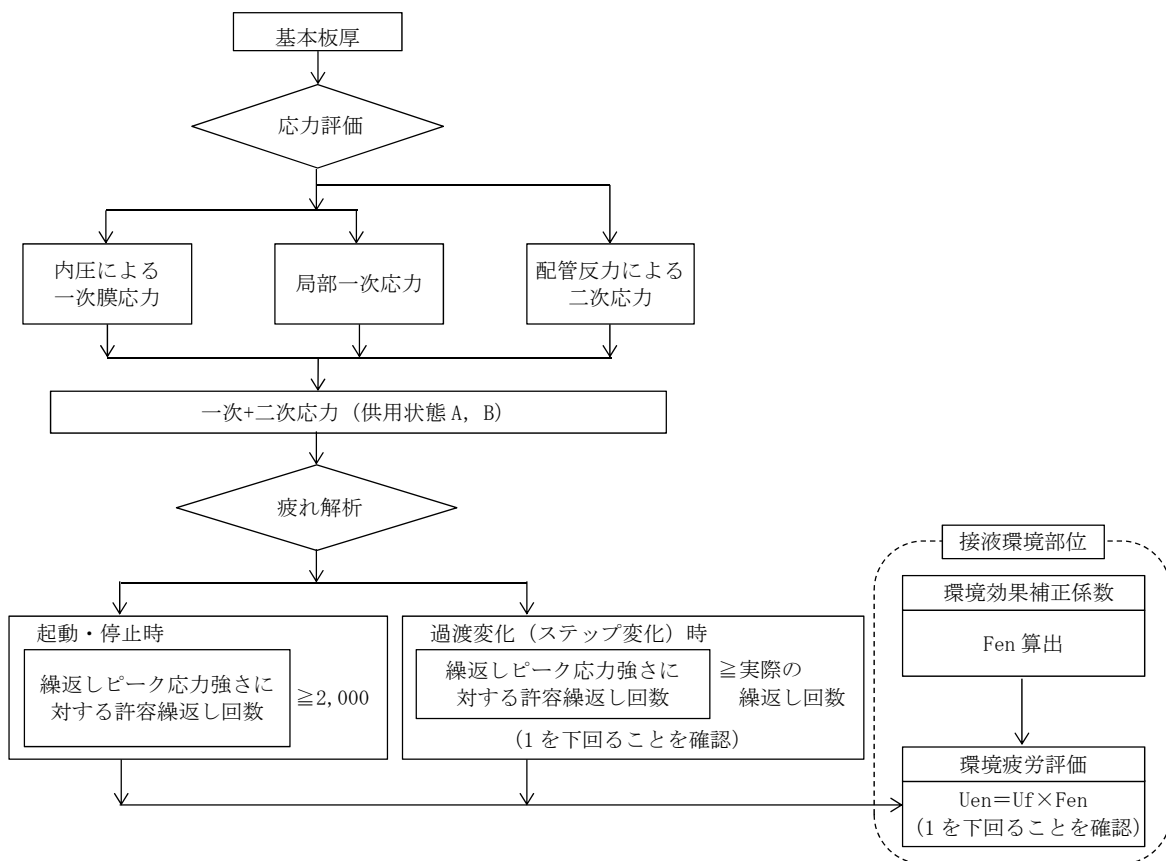 基本板厚
応力評価
内圧による
一次膜応力
局部一次応力
配管反力による
二次応力
一次+二次応力（供用状態 A, B）
疲れ解析
起動・停止時
繰返しピーク応力強さに
対する許容繰返し回数
≧2,000
過渡変化（ステップ変化）時
繰返しピーク応力強さに
対する許容繰返し回数
≧実際の
繰返し回数
（1 を下回ることを確認）
接液環境部位
環境効果補正係数
Fen 算出
環境疲労評価
Uen＝Uf×Fen
（1 を下回ることを確認）